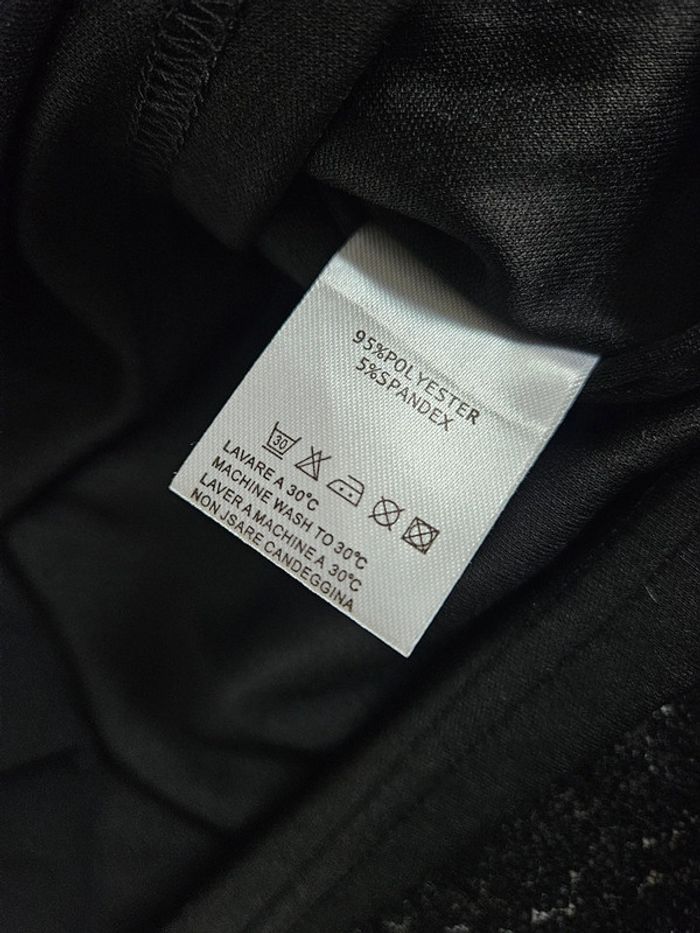 95%POLYESTER
5%SPANDEX
30
LAVARE A 30°C
MACHINE WASH TO 30°C
LAVER A MACHINE A 30°C
NON JSARE CANDEGGINA